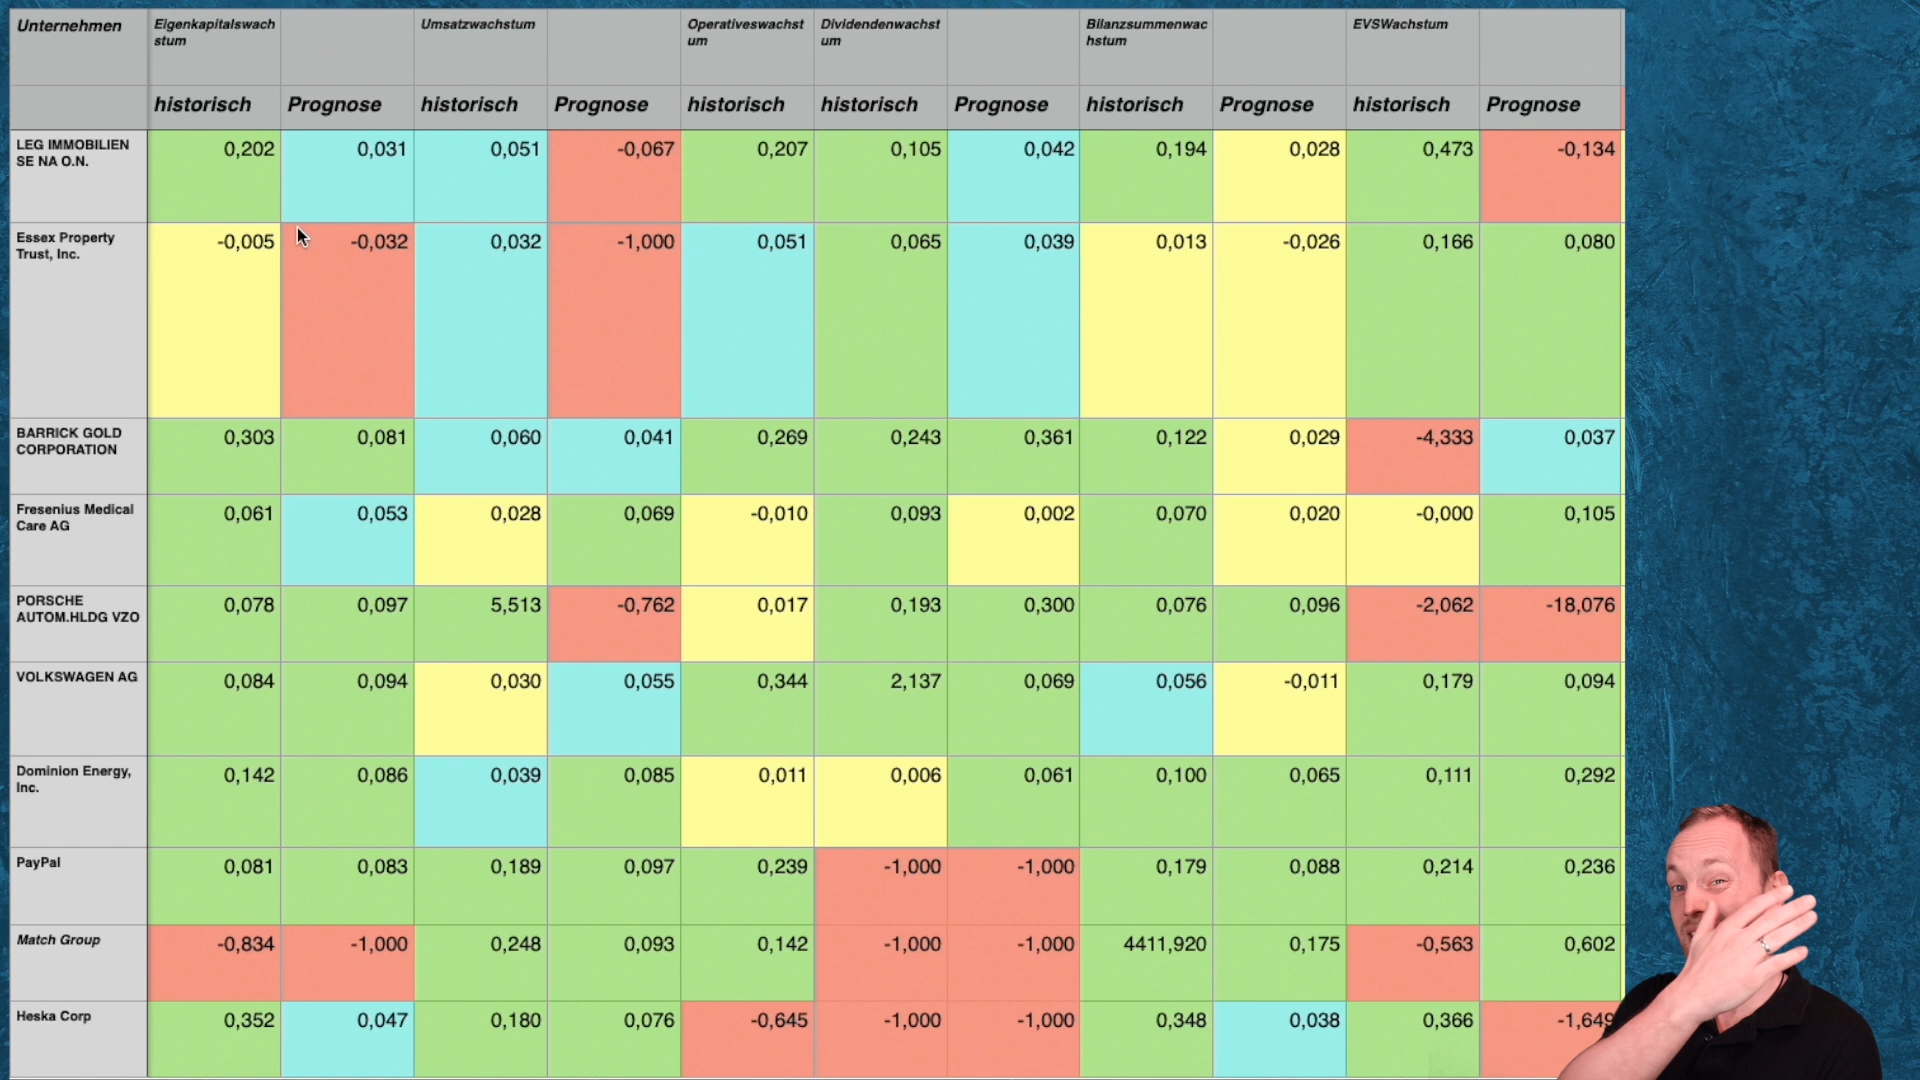 Unternehmen Eigenkapitalswach Umsatzwachstum Operativeswachst Dividendenwachst Bilanzsummenwac EVSWachstum
stum um um hstum
historisch Prognose historisch Prognose historisch historisch Prognose historisch Prognose historisch Prognose
LEG IMMOBILIEN 0,202 0,031 0,051 -0,067 0,207 0,105 0,042 0,194 0,028 0,473 -0,134
SE NA O.N.
Essex Property -0,005 -0,032 0,032 -1,000 0,051 0,065 0,039 0,013 -0,026 0,166 0,080
Trust, Inc.
BARRICK GOLD 0,303 0,081 0,060 0,041 0,269 0,243 0,361 0,122 0,029 -4,333 0,037
CORPORATION
Fresenius Medical 0,061 0,053 0,028 0,069 -0,010 0,093 0,002 0,070 0,020 -0,000 0,105
Care AG
PORSCHE 0,078 0,097 5,513 -0,762 0,017 0,193 0,300 0,076 0,096 -2,062 -18,076
AUTOM.HLDG VZO
VOLKSWAGEN AG 0,084 0,094 0,030 0,055 0,344 2,137 0,069 0,056 -0,011 0,179 0,094
Dominion Energy, 0,142 0,086 0,039 0,085 0,011 0,006 0,061 0,100 0,065 0,111 0,292
Inc.
PayPal 0,081 0,083 0,189 0,097 0,239 -1,000 -1,000 0,179 0,088 0,214 0,236
Match Group -0,834 -1,000 0,248 0,093 0,142 -1,000 -1,000 4411,920 0,175 -0,563 0,602
Heska Corp 0,352 0,047 0,180 0,076 -0,645 -1,000 -1,000 0,348 0,038 0,366 -1,649